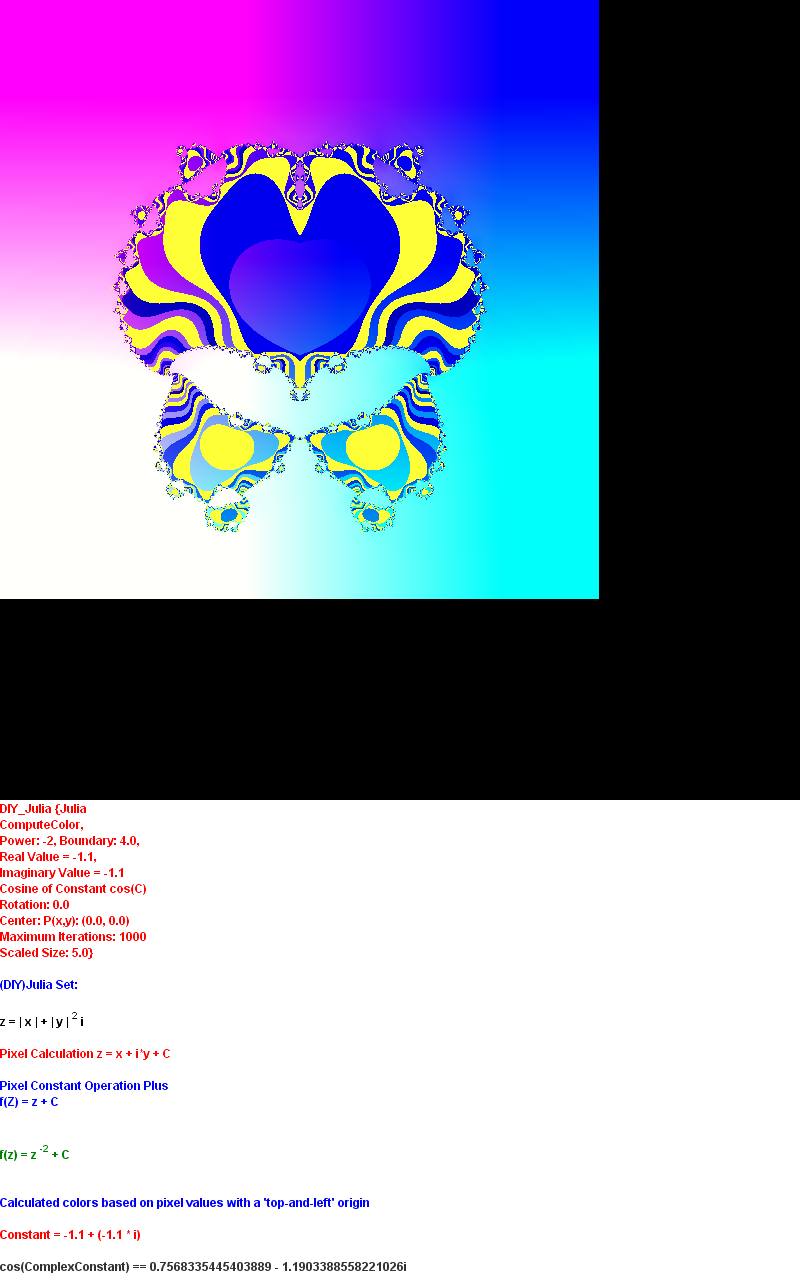 DIY_Julia {Julia
ComputeColor,
Power: -2, Boundary: 4.0,
Real Value = -1.1,
Imaginary Value = -1.1
Cosine of Constant cos(C)
Rotation: 0.0
Center: P(x,y): (0.0, 0.0)
Maximum Iterations: 1000
Scaled Size: 5.0}
(DIY)Julia Set:
z = | x | + | y | ² i
Pixel Calculation z = x + i*y + C
Pixel Constant Operation Plus
f(Z) = z + C
f(z) = z ⁻² + C
Calculated colors based on pixel values with a 'top-and-left' origin
Constant = -1.1 + (-1.1 * i)
cos(ComplexConstant) == 0.7568335445403889 - 1.1903388558221026i